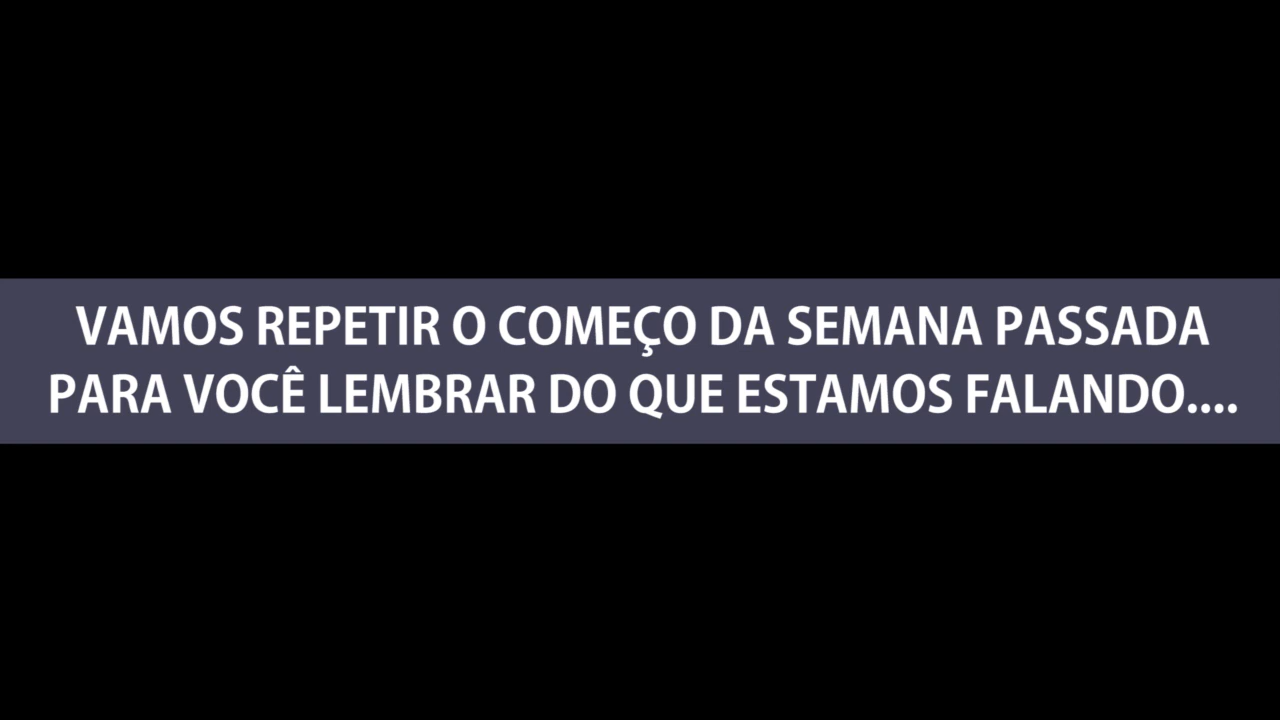 VAMOS REPETIR O COMEÇO DA SEMANA PASSADA
PARA VOCÊ LEMBRAR DO QUE ESTAMOS FALANDO....